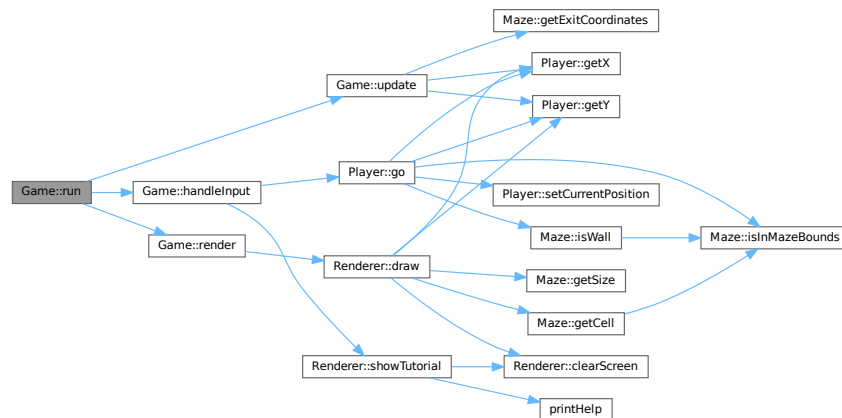 Maze::getExitCoordinates
Player::getX
Game::update
Player::getY
Player::go
Game::run
Game::handleInput
Player::setCurrentPosition
Maze::isWall
Maze::isInMazeBounds
Game::render
Renderer::draw
Maze::getSize
Maze::getCell
Renderer::showTutorial
Renderer::clearScreen
printHelp